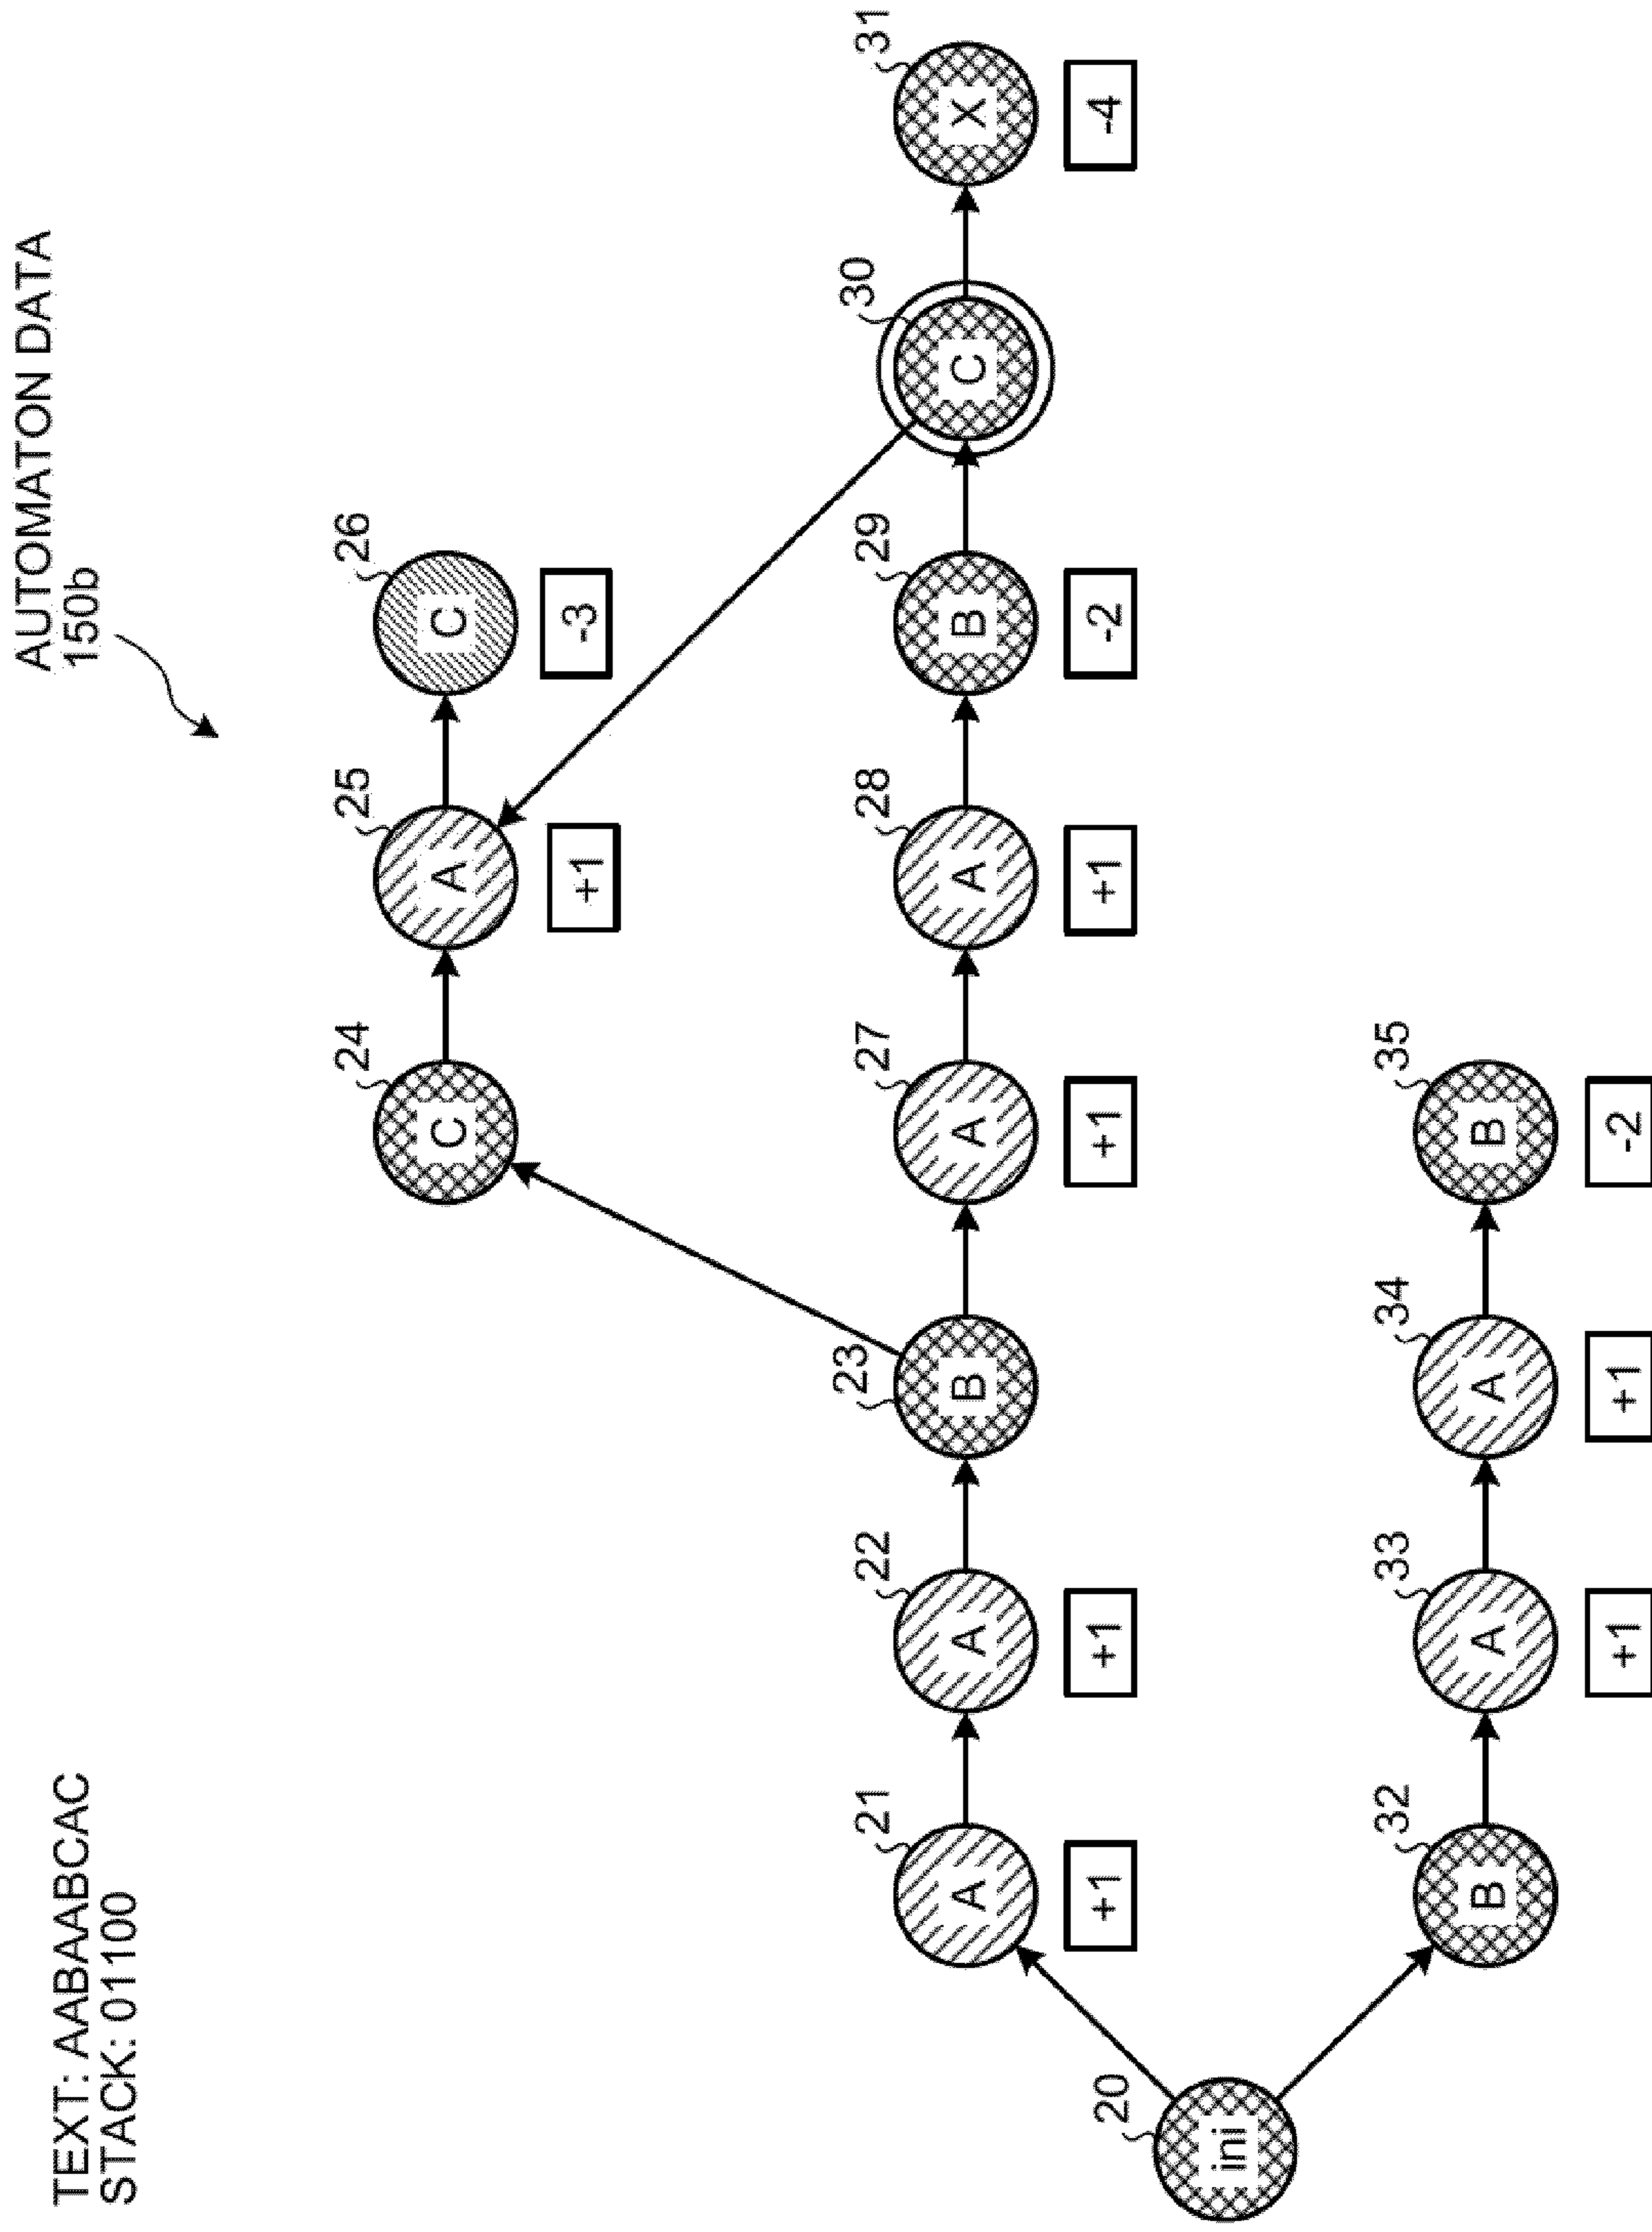 TEXT: AABAABCAC
STACK: 011100
AUTOMATON DATA
150b
24
C
25
A
+1
26
C
-3
20
ini
21
A
+1
22
A
+1
23
B
27
A
+1
28
A
+1
29
B
-2
30
C
31
X
-4
32
B
33
A
+1
34
A
+1
35
B
-2